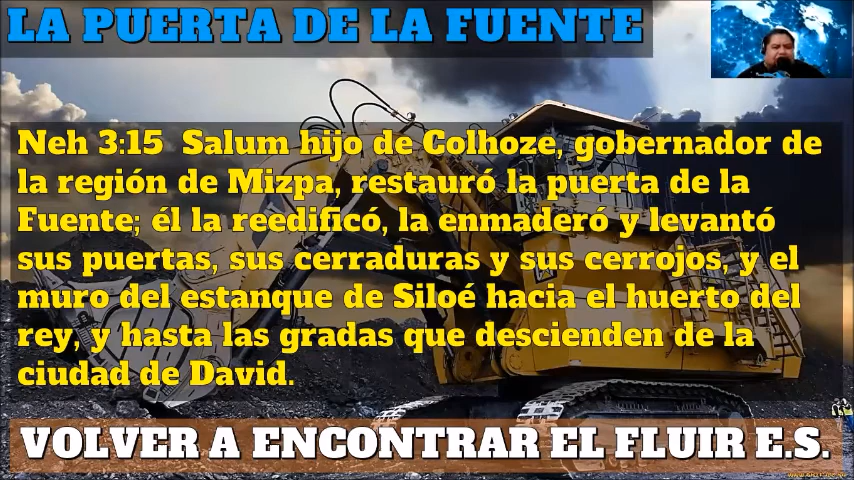 LA PUERTA DE LA FUENTE
Neh 3:15 Salum hijo de Colhoze, gobernador de
la región de Mizpa, restauró la puerta de la
Fuente; él la reedificó, la enmaderó y levantó
sus puertas, sus cerraduras y sus cerrojos, y el
muro del estanque de Siloé hacia el huerto del
rey, y hasta las gradas que descienden de la
ciudad de David.
VOLVER A ENCONTRAR EL FLUIR E.S.